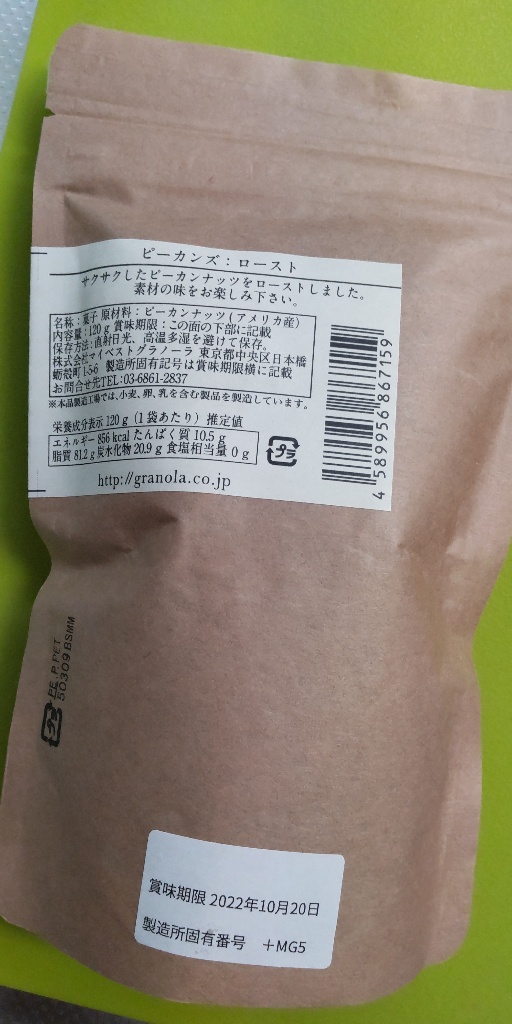 ピーカンズ：ロースト
サクサクしたピーカンナッツをローストしました。
素材の味をお楽しみ下さい。
名称：菓子 原材料：ピーカンナッツ(アメリカ産)
内容量：120ｇ 賞味期限：この面の下部に記載
保存方法:直射日光、高温多湿を避けて保存。
株式会社マイベストグラノーラ 東京都中央区日本橋
蛎殻町1-5-6 製造所固有記号は賞味期限横に記載
お問合せ先TEL:03-6861-2837
※本品製造工場では、小麦、卵、乳を含む製品を製造しています。
栄養成分表示 120ｇ (1袋あたり) 推定値
エネルギー 856 kcal たんぱく質 10.5 g
脂質 81.2 g 炭水化物 20.9 g 食塩相当量 0 g
プラ
http://granola.co.jp
4 589956 867159
プラ
PE, P, PET
50309BSMM
賞味期限 2022年10月20日
製造所固有番号 +MG5